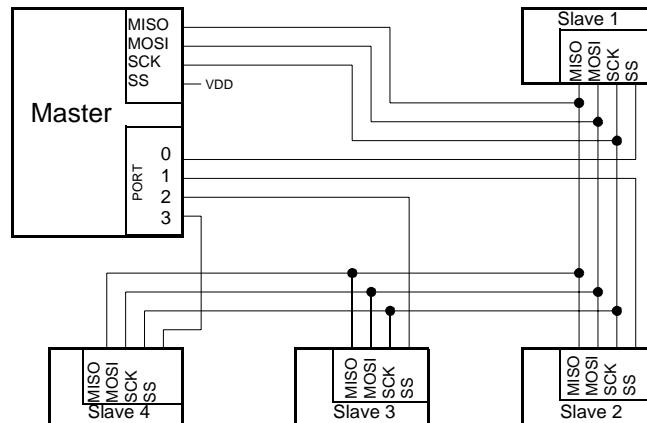 MISO
MOSI
SCK
SS
VDD
Master
PORT
0
1
2
3
Slave 1
MISO
MOSI
SCK
SS
MISO
MOSI
SCK
SS
Slave 4
MISO
MOSI
SCK
SS
Slave 3
MISO
MOSI
SCK
SS
Slave 2